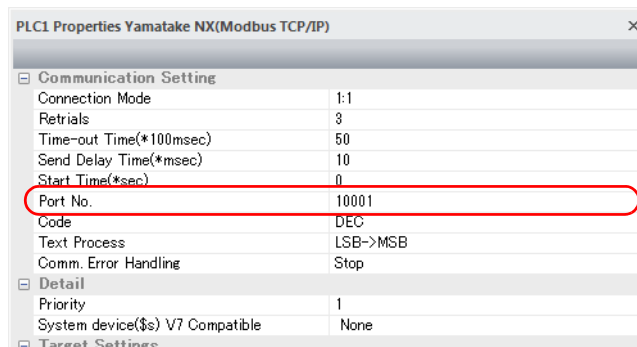 PLC1 Properties Yamatake NX(Modbus TCP/IP) ×
Communication Setting
Connection Mode 1:1
Retrials 3
Time-out Time(*100msec) 50
Send Delay Time(*msec) 10
Start Time(*sec) 0
Port No. 10001
Code DEC
Text Process LSB->MSB
Comm. Error Handling Stop
Detail
Priority 1
System device($s) V7 Compatible None
Target Settings